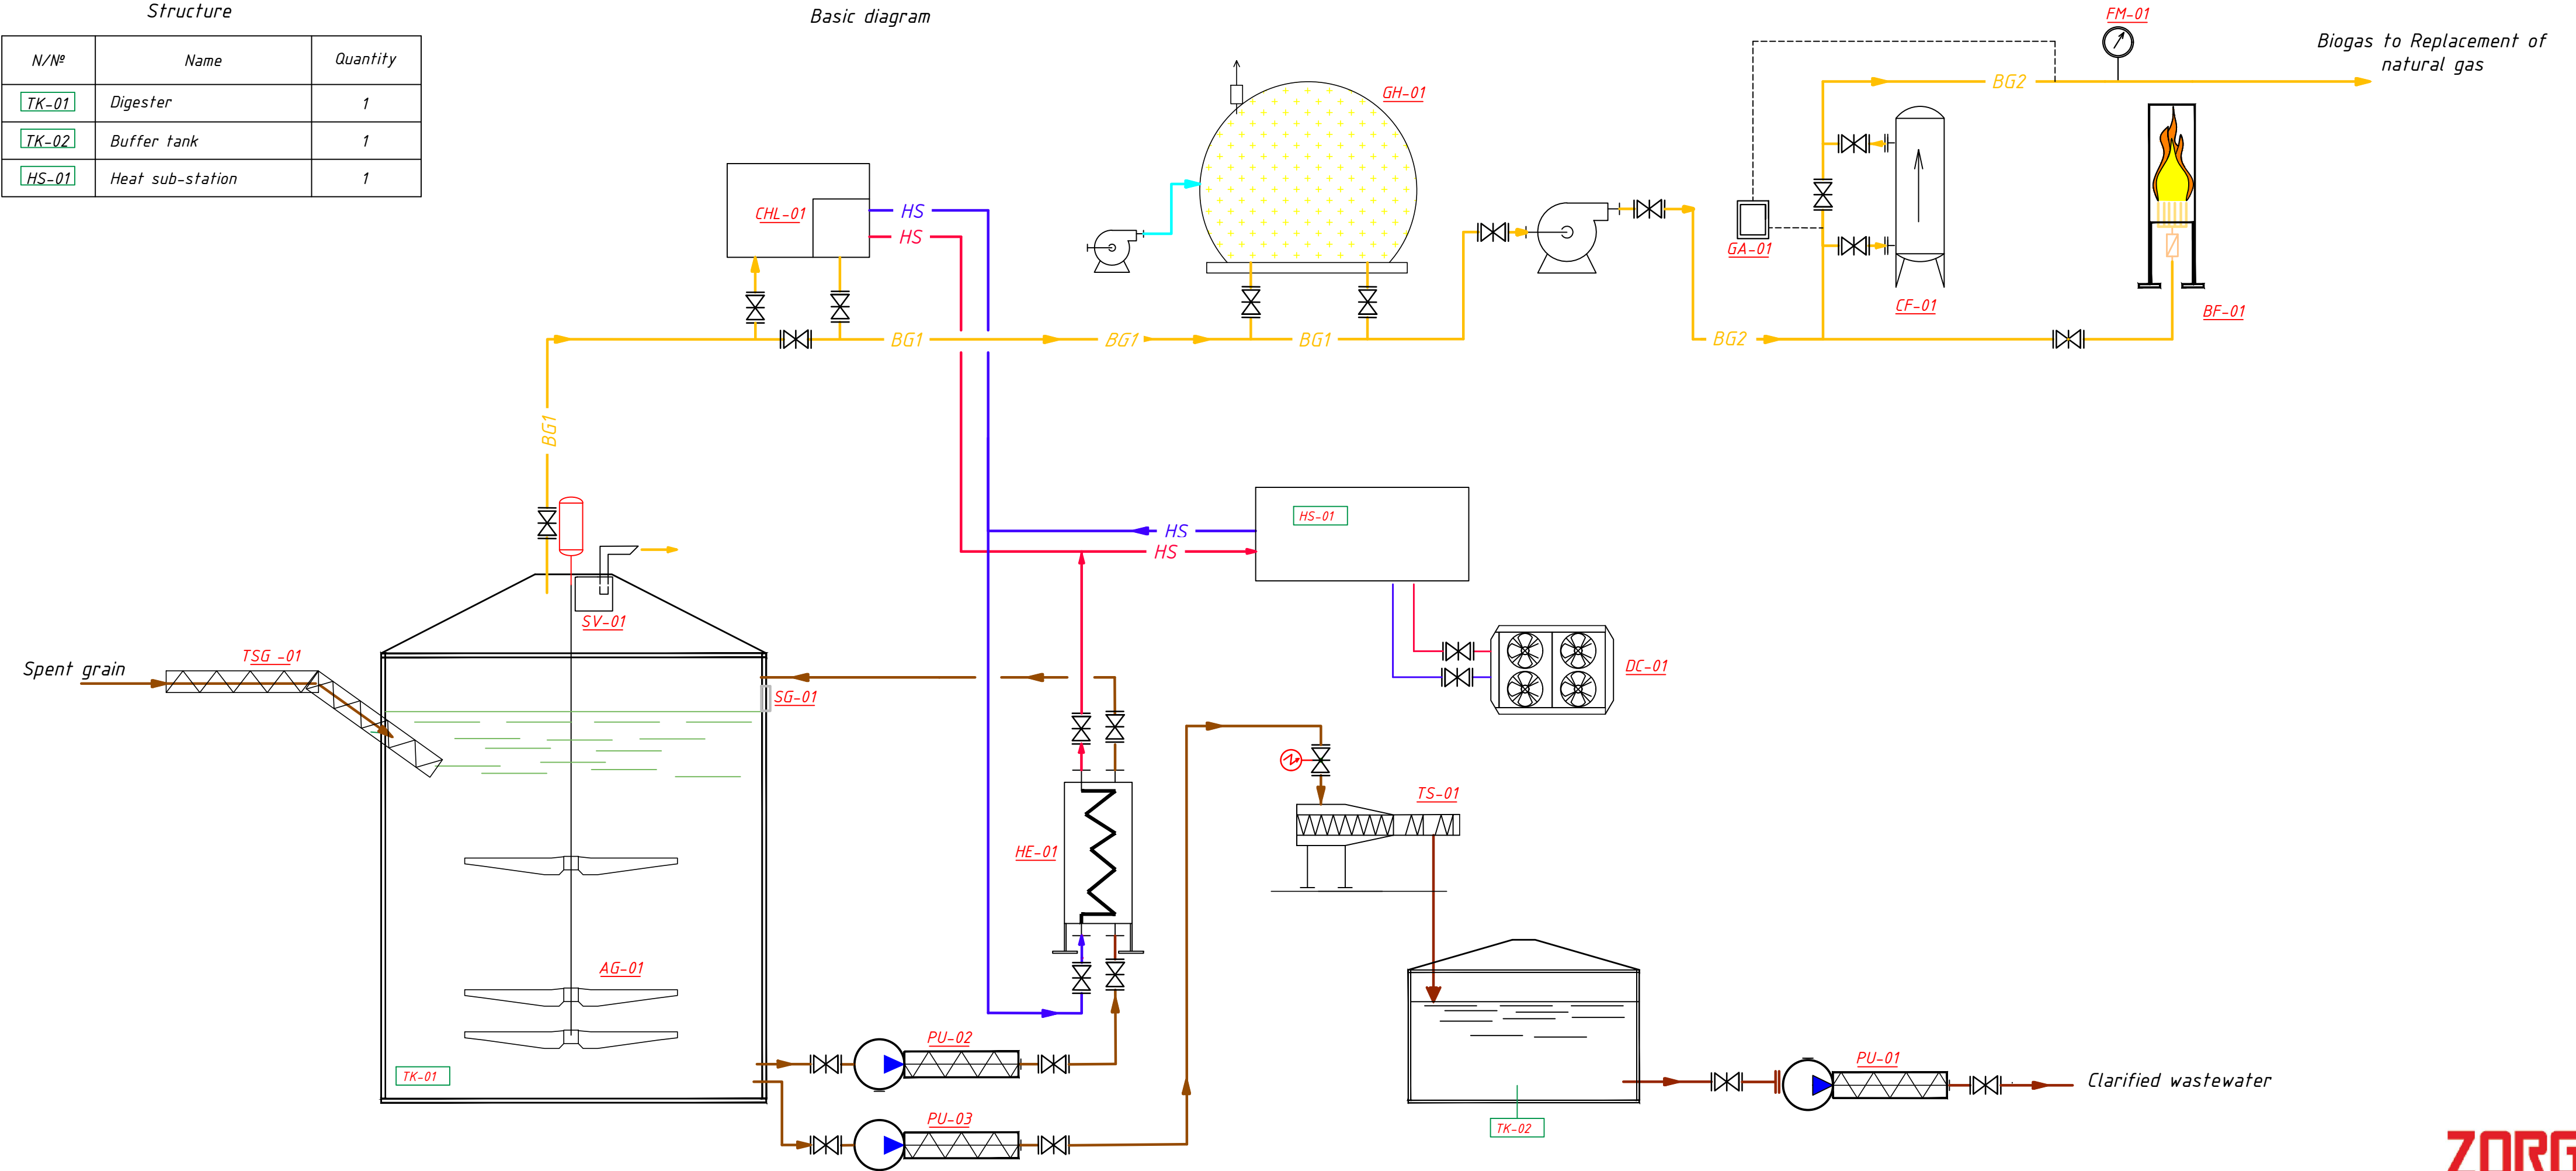 Structure
Basic diagram
N/Nº Name Quantity
TK-01 Digester 1
TK-02 Buffer tank 1
HS-01 Heat sub-station 1
FM-01
Biogas to Replacement of
natural gas
BG2
GH-01
CHL-01
HS
HS
GA-01
CF-01
BF-01
BG1
BG1
BG1
BG2
BG1
HS-01
HS
HS
SV-01
Spent grain
TSG -01
SG-01
DC-01
TS-01
HE-01
AG-01
PU-02
TK-01
PU-01
Clarified wastewater
PU-03
TK-02
ZORG